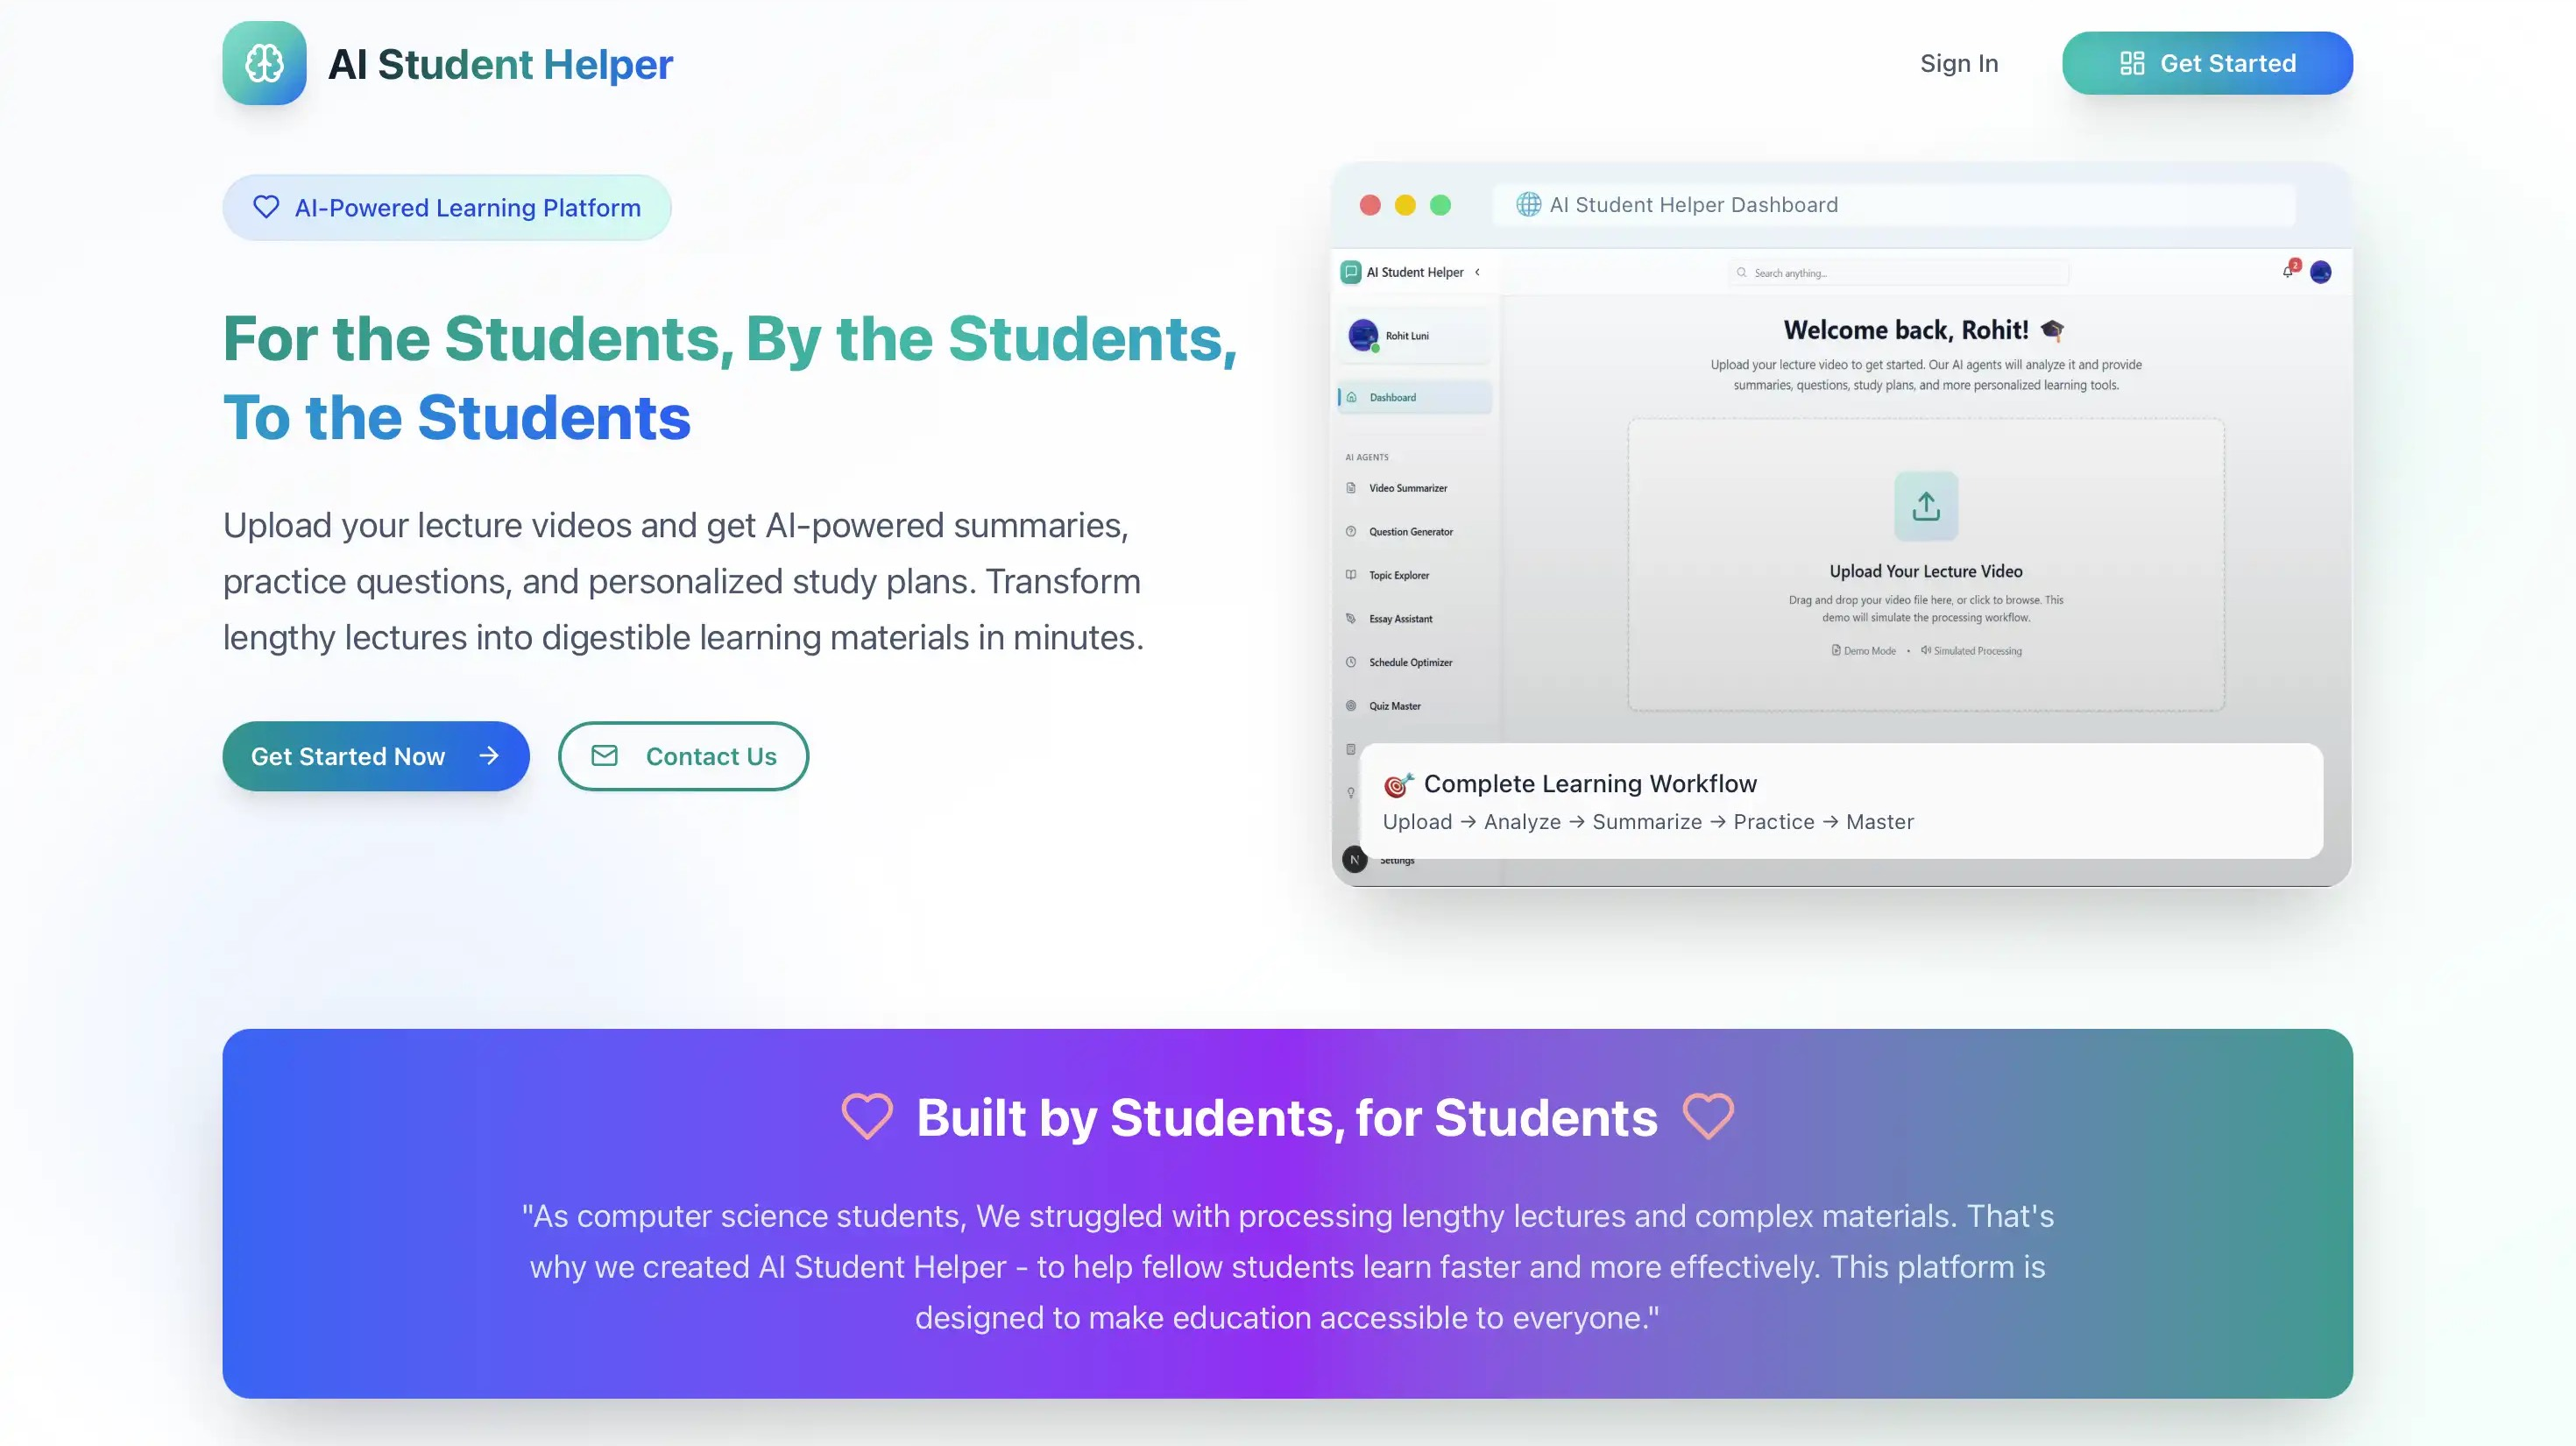 AI Student Helper
Sign In
Get Started
AI-Powered Learning Platform
For the Students, By the Students,
To the Students
Upload your lecture videos and get AI-powered summaries,
practice questions, and personalized study plans. Transform
lengthy lectures into digestible learning materials in minutes.
Get Started Now
Contact Us
AI Student Helper Dashboard
AI Student Helper
Search anything...
2
Rohit Luni
Dashboard
AI AGENTS
Video Summarizer
Question Generator
Topic Explorer
Essay Assistant
Schedule Optimizer
Quiz Master
Welcome back, Rohit!
Upload your lecture video to get started. Our AI agents will analyze it and provide
summaries, questions, study plans, and more personalized learning tools.
Upload Your Lecture Video
Drag and drop your video file here, or click to browse. This
demo will simulate the processing workflow.
Demo Mode • Simulated Processing
Complete Learning Workflow
Upload → Analyze → Summarize → Practice → Master
N
Settings
Built by Students, for Students
"As computer science students, We struggled with processing lengthy lectures and complex materials. That's
why we created AI Student Helper - to help fellow students learn faster and more effectively. This platform is
designed to make education accessible to everyone."